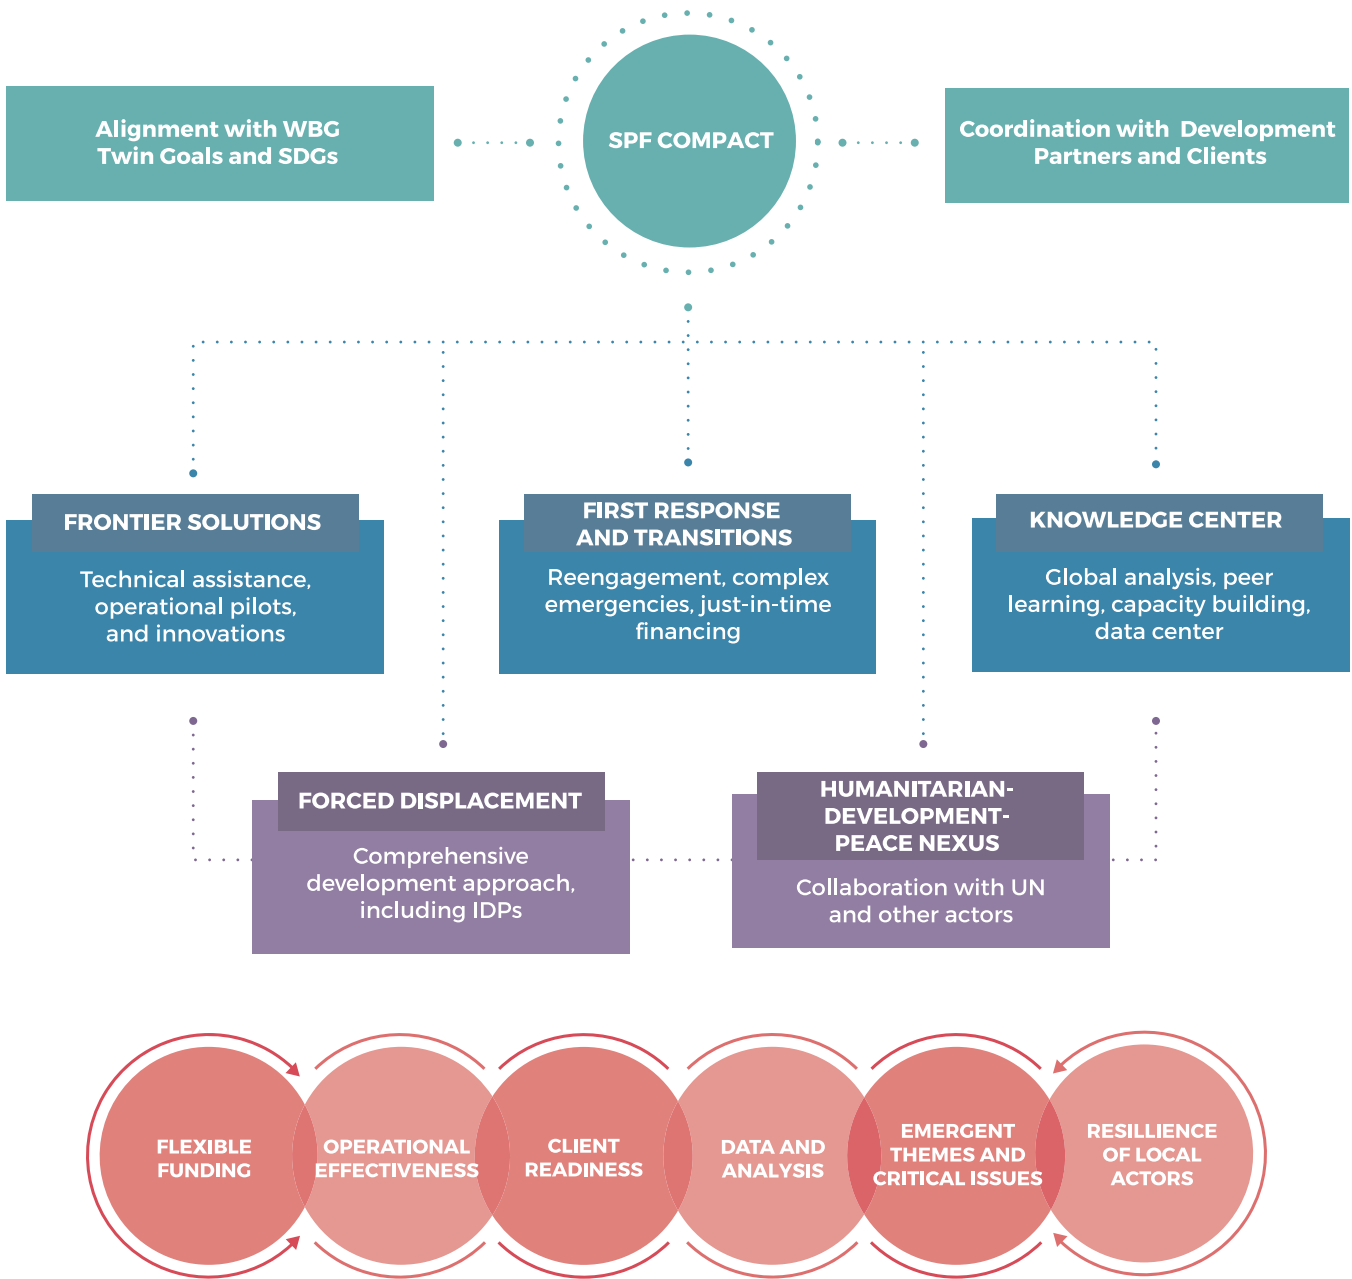 Alignment with WBG
Twin Goals and SDGs
SPF COMPACT
Coordination with Development
Partners and Clients
FRONTIER SOLUTIONS
Technical assistance,
operational pilots,
and innovations
FIRST RESPONSE
AND TRANSITIONS
Reengagement, complex
emergencies, just-in-time
financing
KNOWLEDGE CENTER
Global analysis, peer
learning, capacity building,
data center
FORCED DISPLACEMENT
Comprehensive
development approach,
including IDPs
HUMANITARIAN-
DEVELOPMENT-
PEACE NEXUS
Collaboration with UN
and other actors
FLEXIBLE
FUNDING
OPERATIONAL
EFFECTIVENESS
CLIENT
READINESS
DATA AND
ANALYSIS
EMERGENT
THEMES AND
CRITICAL ISSUES
RESILLIENCE
OF LOCAL
ACTORS